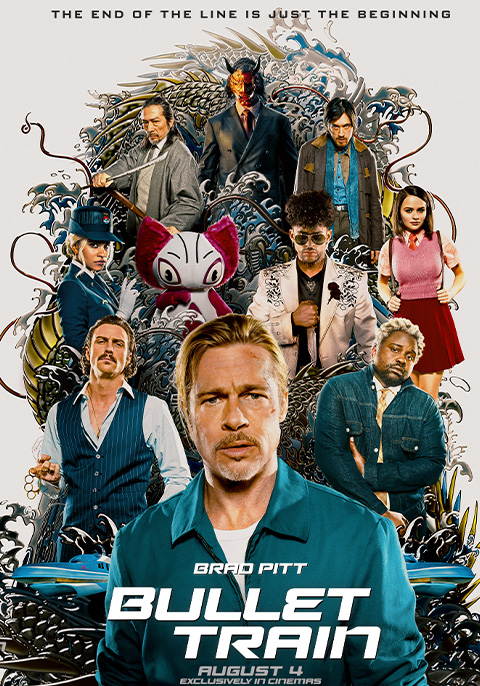 THE END OF THE LINE IS JUST THE BEGINNING
BRAD PITT
BULLET
TRAIN
AUGUST 4
EXCLUSIVELY IN CINEMAS